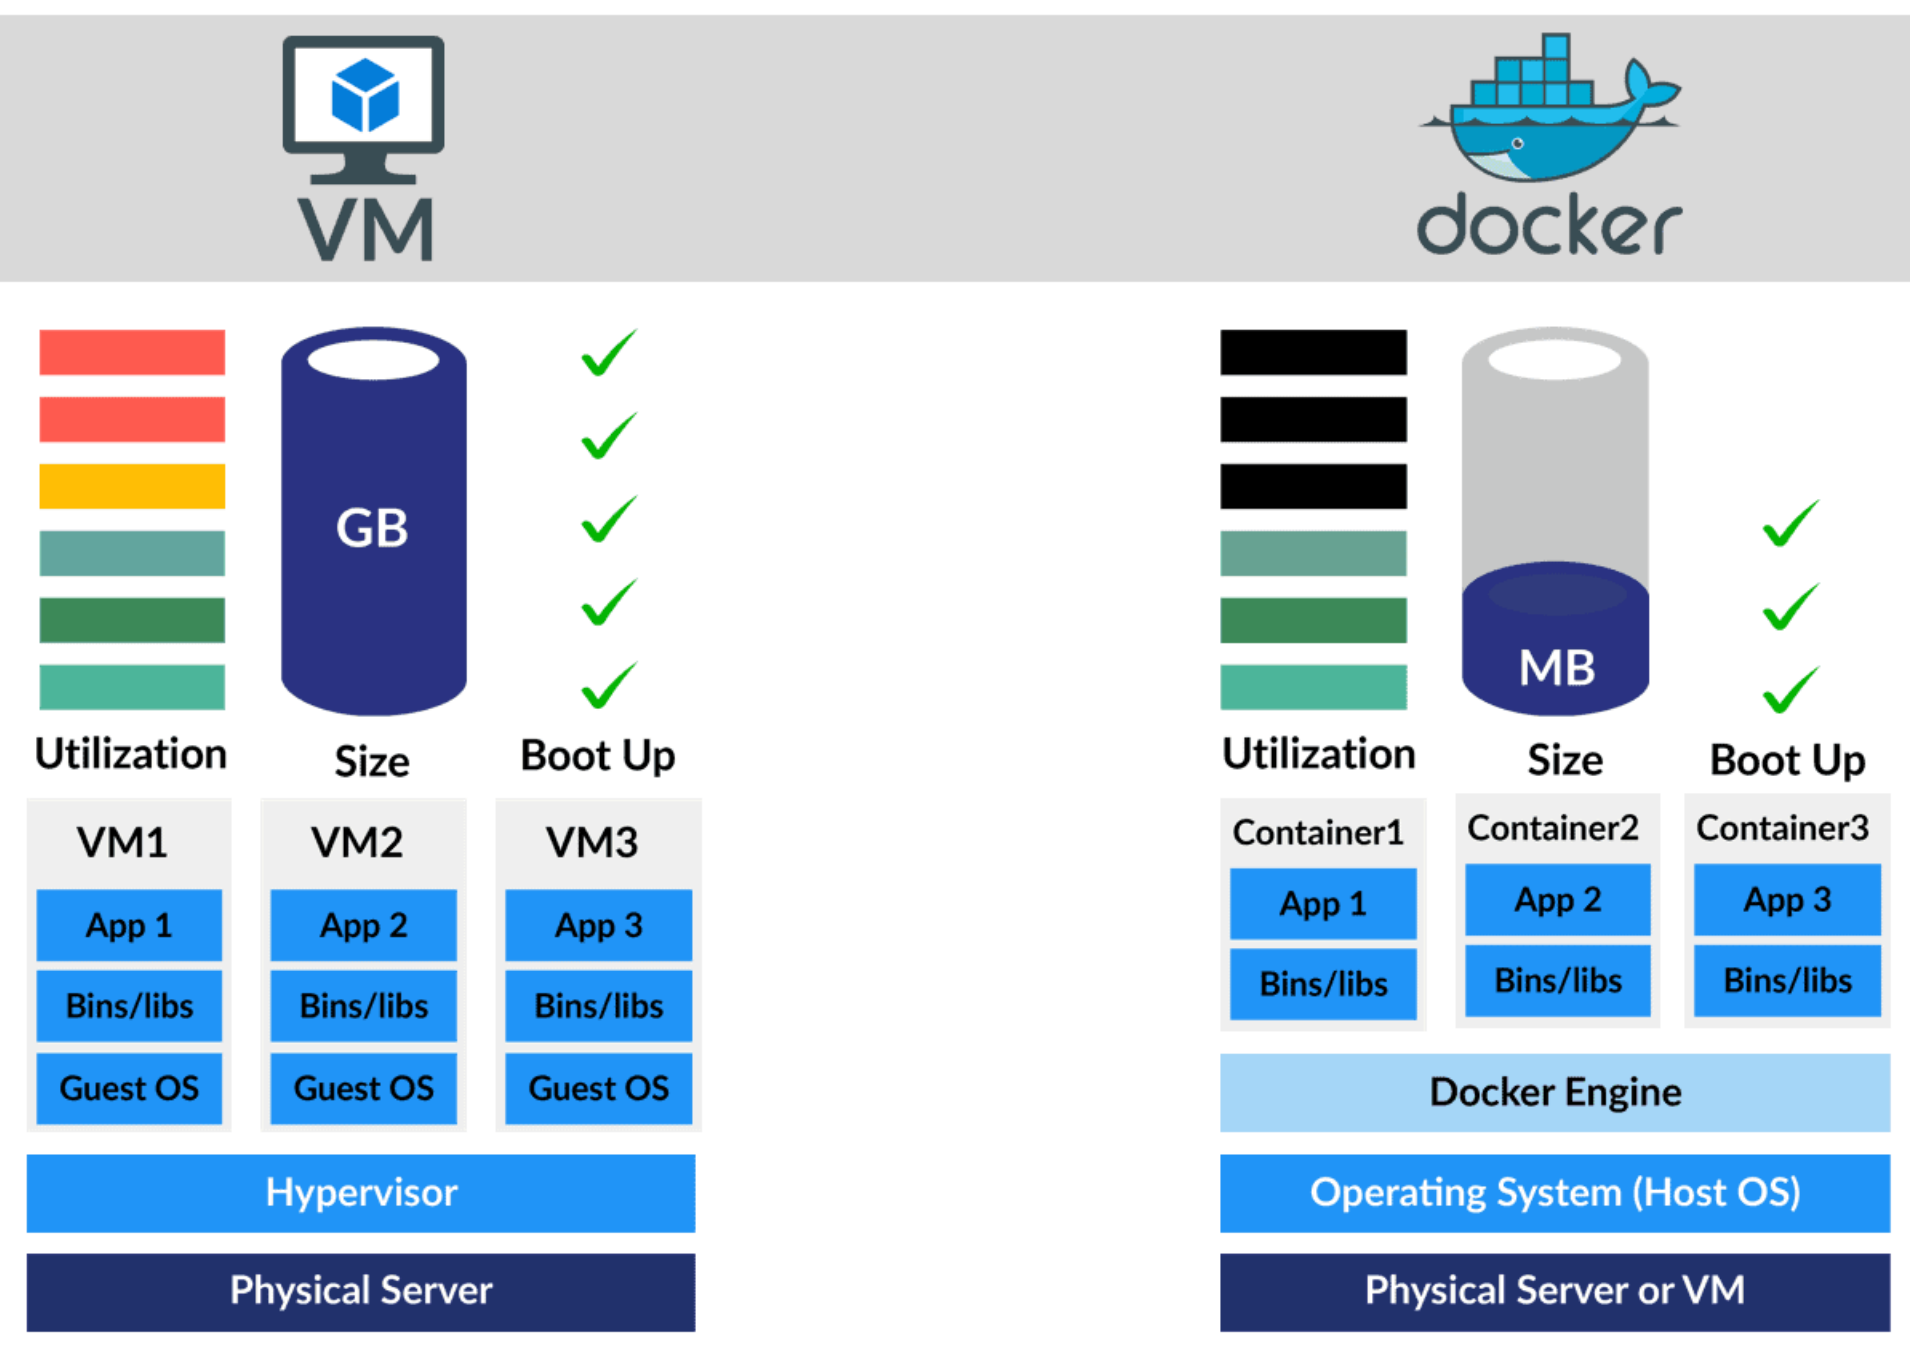 VM
docker
GB
MB
Utilization
Size
Boot Up
Utilization
Size
Boot Up
VM1
VM2
VM3
App 1
App 2
App 3
Bins/libs
Bins/libs
Bins/libs
Guest OS
Guest OS
Guest OS
Hypervisor
Physical Server
Container1
Container2
Container3
App 1
App 2
App 3
Bins/libs
Bins/libs
Bins/libs
Docker Engine
Operating System (Host OS)
Physical Server or VM